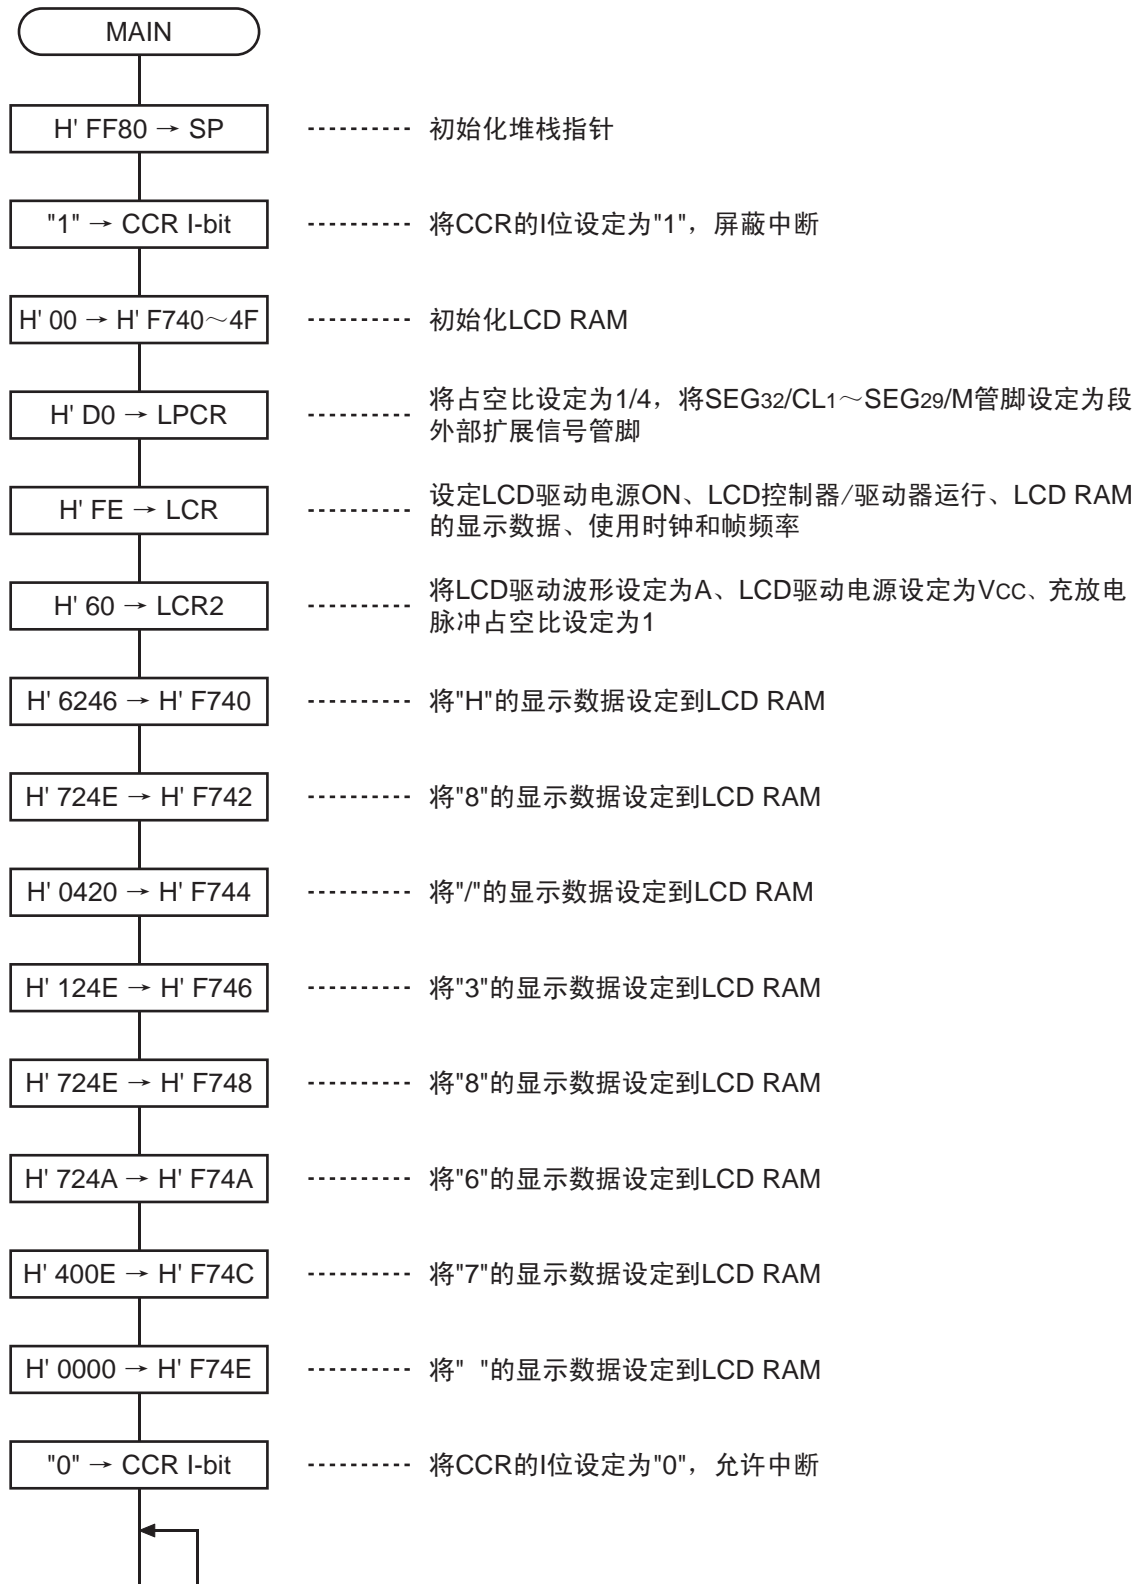 MAIN
H' FF80 → SP ---------- 初始化堆栈指针
"1" → CCR I-bit ---------- 将CCR的I位设定为"1"，屏蔽中断
H' 00 → H' F740～4F ---------- 初始化LCD RAM
H' D0 → LPCR ---------- 将占空比设定为1/4，将SEG32/CL1～SEG29/M管脚设定为段
外部扩展信号管脚
H' FE → LCR ---------- 设定LCD驱动电源ON、LCD控制器/驱动器运行、LCD RAM
的显示数据、使用时钟和帧频率
H' 60 → LCR2 ---------- 将LCD驱动波形设定为A、LCD驱动电源设定为VCC、充放电
脉冲占空比设定为1
H' 6246 → H' F740 ---------- 将"H"的显示数据设定到LCD RAM
H' 724E → H' F742 ---------- 将"8"的显示数据设定到LCD RAM
H' 0420 → H' F744 ---------- 将"/"的显示数据设定到LCD RAM
H' 124E → H' F746 ---------- 将"3"的显示数据设定到LCD RAM
H' 724E → H' F748 ---------- 将"8"的显示数据设定到LCD RAM
H' 724A → H' F74A ---------- 将"6"的显示数据设定到LCD RAM
H' 400E → H' F74C ---------- 将"7"的显示数据设定到LCD RAM
H' 0000 → H' F74E ---------- 将"  "的显示数据设定到LCD RAM
"0" → CCR I-bit ---------- 将CCR的I位设定为"0"，允许中断